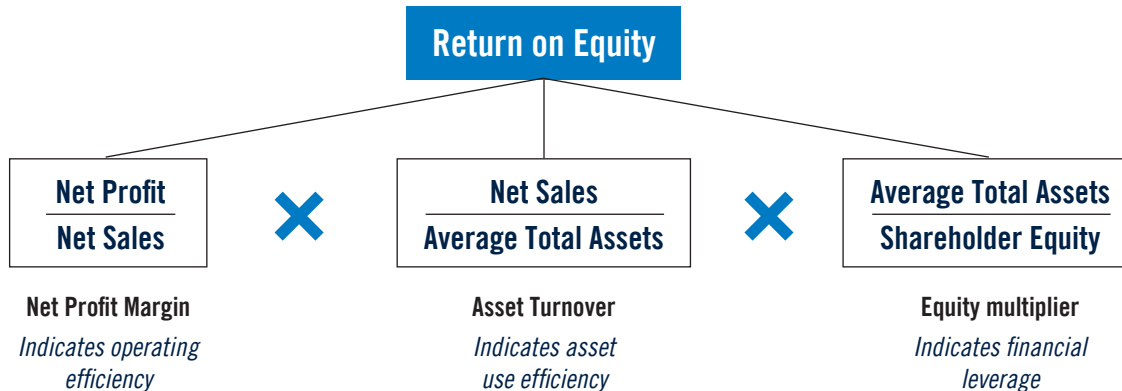 Return on Equity
Net Profit
Net Sales
×
Net Sales
Average Total Assets
×
Average Total Assets
Shareholder Equity
Net Profit Margin
Indicates operating
efficiency
Asset Turnover
Indicates asset
use efficiency
Equity multiplier
Indicates financial
leverage